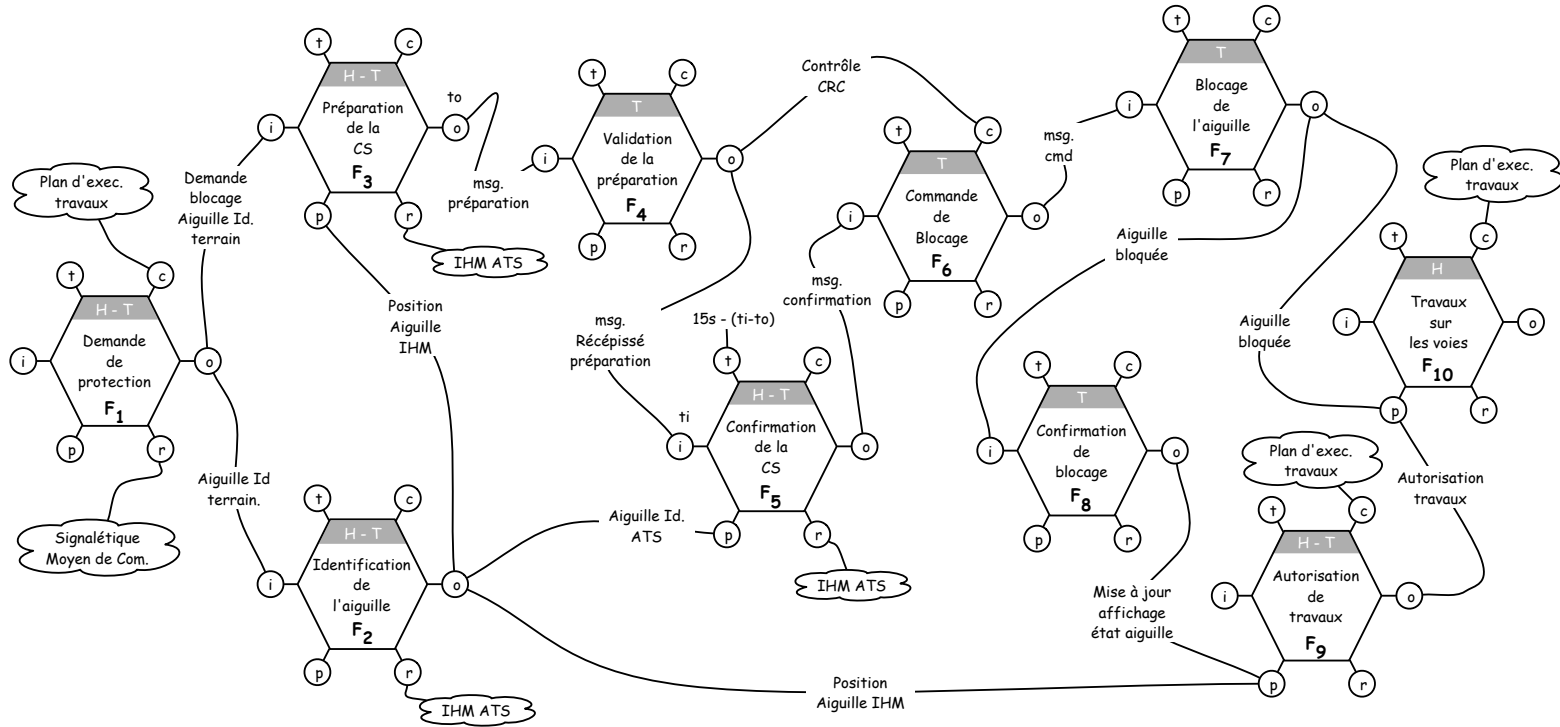 t
c
H - T
Préparation
de la
CS
F3
i
to
o
p
r
IHM ATS
t
c
T
Validation
de la
préparation
F4
i
o
p
r
msg.
préparation
Contrôle
CRC
t
c
T
Commande
de
Blocage
F6
i
o
p
r
msg.
cmd
t
c
T
Blocage
de
l'aiguille
F7
i
o
p
r
Plan d'exec.
travaux
Demande
blocage
Aiguille Id.
terrain
t
c
H - T
Demande
de
protection
F1
i
o
p
r
Signalétique
Moyen de Com.
Aiguille Id
terrain.
Position
Aiguille
IHM
t
c
H - T
Identification
de
l'aiguille
F2
i
o
p
r
IHM ATS
msg.
Récépissé
préparation
15s - (ti-to)
msg.
confirmation
t
c
H - T
Confirmation
de la
CS
F5
ti
i
o
p
r
IHM ATS
Aiguille Id.
ATS
Aiguille
bloquée
t
c
T
Confirmation
de
blocage
F8
i
o
p
r
Aiguille
bloquée
Plan d'exec.
travaux
t
c
H
Travaux
sur
les voies
F10
i
o
p
r
Autorisation
travaux
Plan d'exec.
travaux
t
c
H - T
Autorisation
de
travaux
F9
i
o
p
r
Mise à jour
affichage
état aiguille
Position
Aiguille IHM